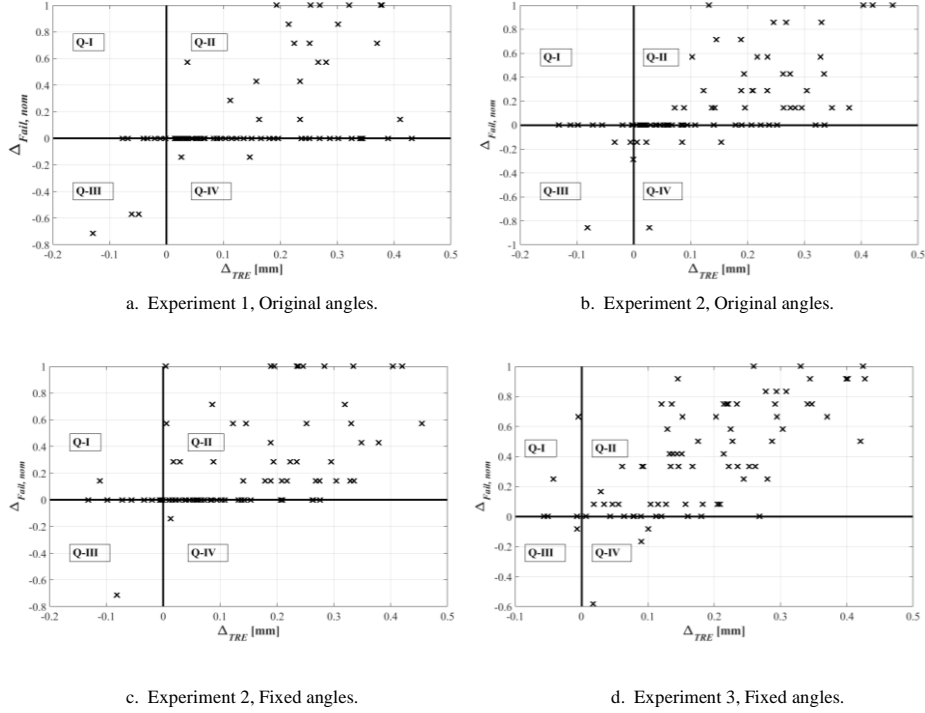 1
0.8
0.6
0.4
0.2
0
-0.2
-0.4
-0.6
-0.8
Δ Fail, nom
Q-I
Q-II
Q-III
Q-IV
-0.2
-0.1
0
0.1
0.2
0.3
0.4
0.5
Δ TRE [mm]
a. Experiment 1, Original angles.
1
0.8
0.6
0.4
0.2
0
-0.2
-0.4
-0.6
-0.8
-1
Δ Fail, nom
Q-I
Q-II
Q-III
Q-IV
-0.2
-0.1
0
0.1
0.2
0.3
0.4
0.5
Δ TRE [mm]
b. Experiment 2, Original angles.
1
0.8
0.6
0.4
0.2
0
-0.2
-0.4
-0.6
-0.8
Δ Fail, nom
Q-I
Q-II
Q-III
Q-IV
-0.2
-0.1
0
0.1
0.2
0.3
0.4
0.5
Δ TRE [mm]
c. Experiment 2, Fixed angles.
1
0.8
0.6
0.4
0.2
0
-0.2
-0.4
-0.6
Δ Fail, nom
Q-I
Q-II
Q-III
Q-IV
-0.1
0
0.1
0.2
0.3
0.4
0.5
Δ TRE [mm]
d. Experiment 3, Fixed angles.